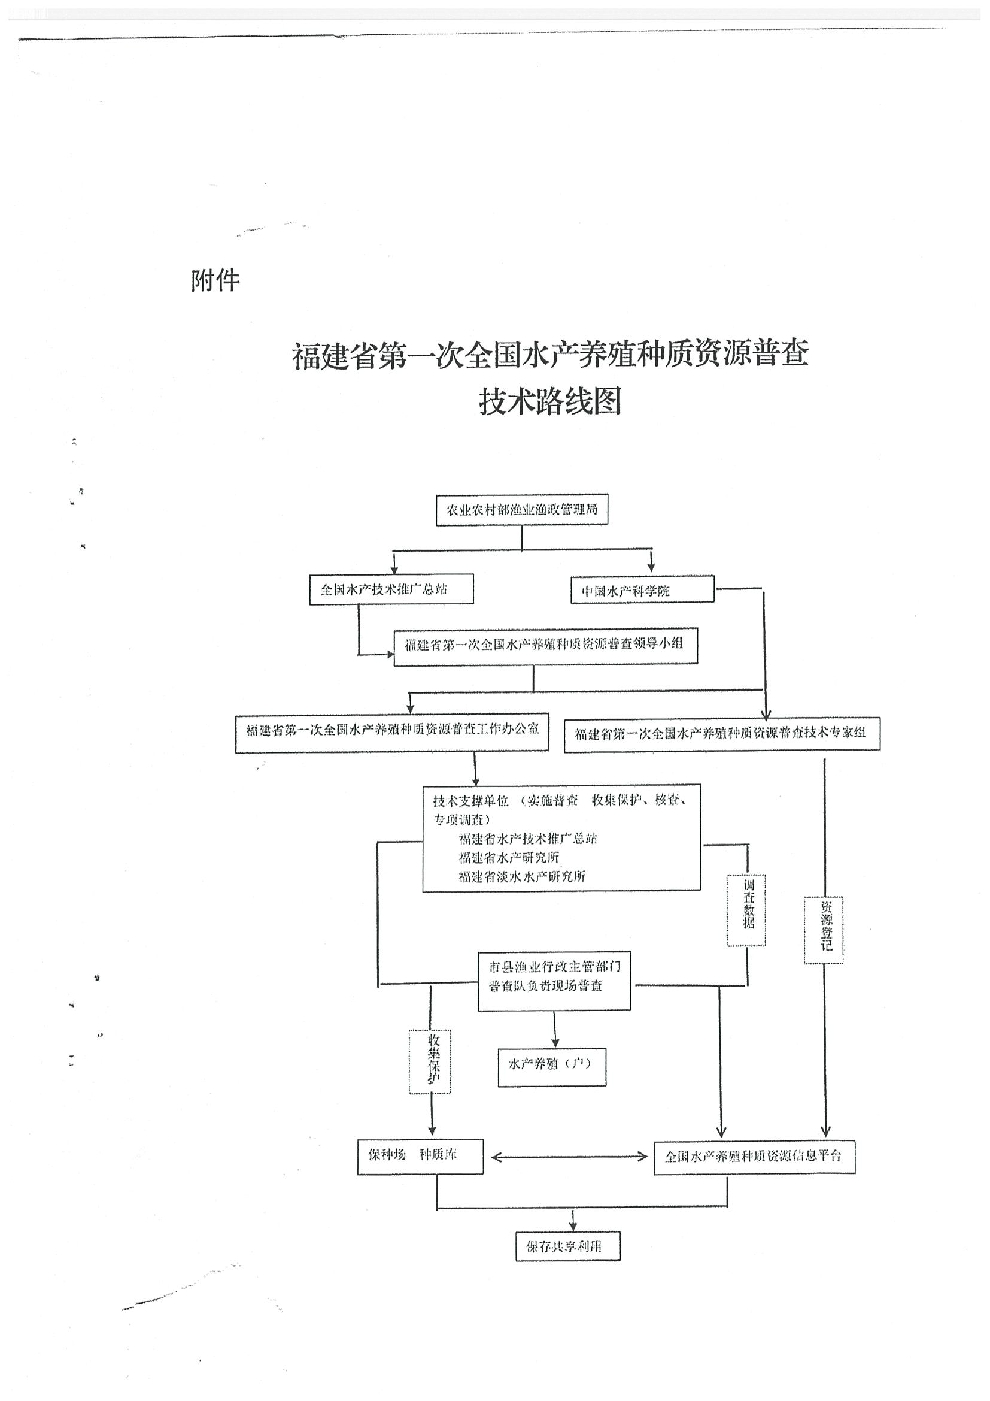 附件
福建省第一次全国水产养殖种质资源普查
技术路线图
农业农村部渔业渔政管理局
全国水产技术推广总站
中国水产科学院
福建省第一次全国水产养殖种质资源普查领导小组
福建省第一次全国水产养殖种质资源普查工作办公室
福建省第一次全国水产养殖种质资源普查技术专家组
技术支撑单位（实施普查 收集保护、核查、
专项调查）
福建省水产技术推广总站
福建省水产研究所
福建省淡水水产研究所
调查数据
资源登记
市县渔业行政主管部门
普查队负责现场普查
收集保护
水产养殖（户）
保种场 种质库
全国水产养殖种质资源信息平台
保存共享利用